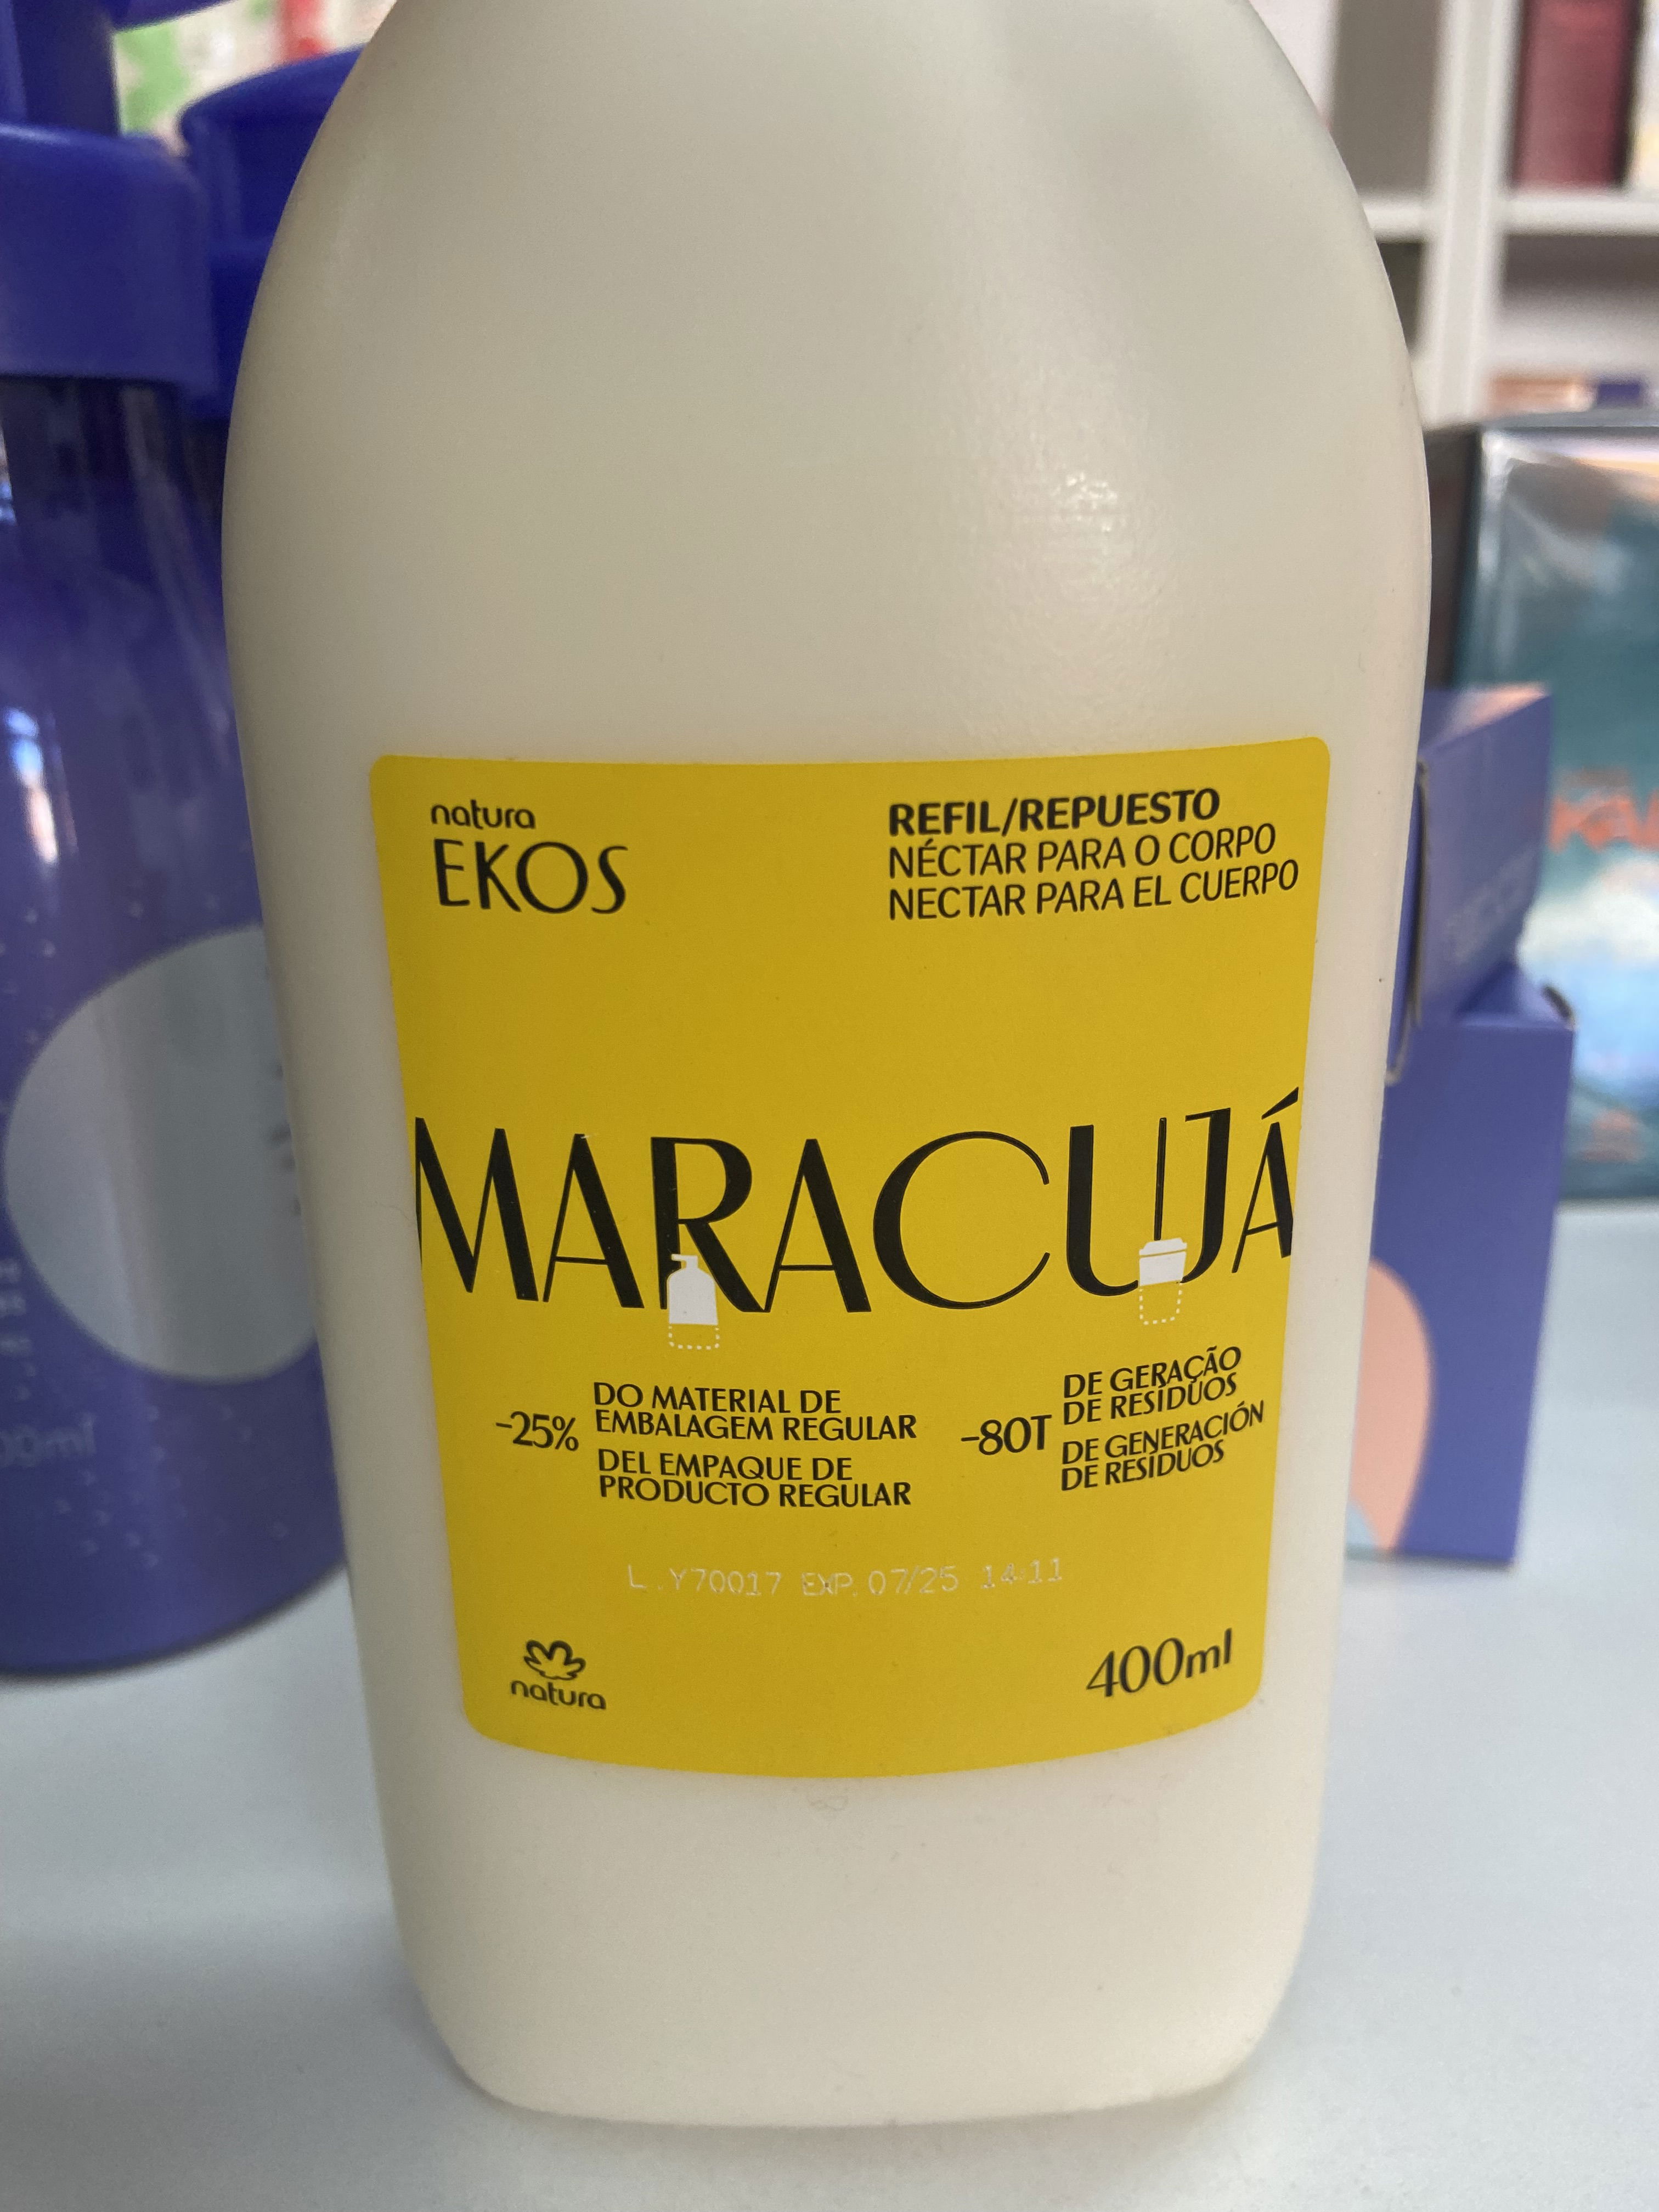 natura
EKOS
REFIL/REPUESTO
NÉCTAR PARA O CORPO
NECTAR PARA EL CUERPO
MARACUJÁ
-25%
DO MATERIAL DE
EMBALAGEM REGULAR
DEL EMPAQUE DE
PRODUCTO REGULAR
-80T
DE GERAÇÃO
DE RESÍDUOS
DE GENERACIÓN
DE RESIDUOS
L.Y70017 EXP.07/25 14:11
natura
400ml